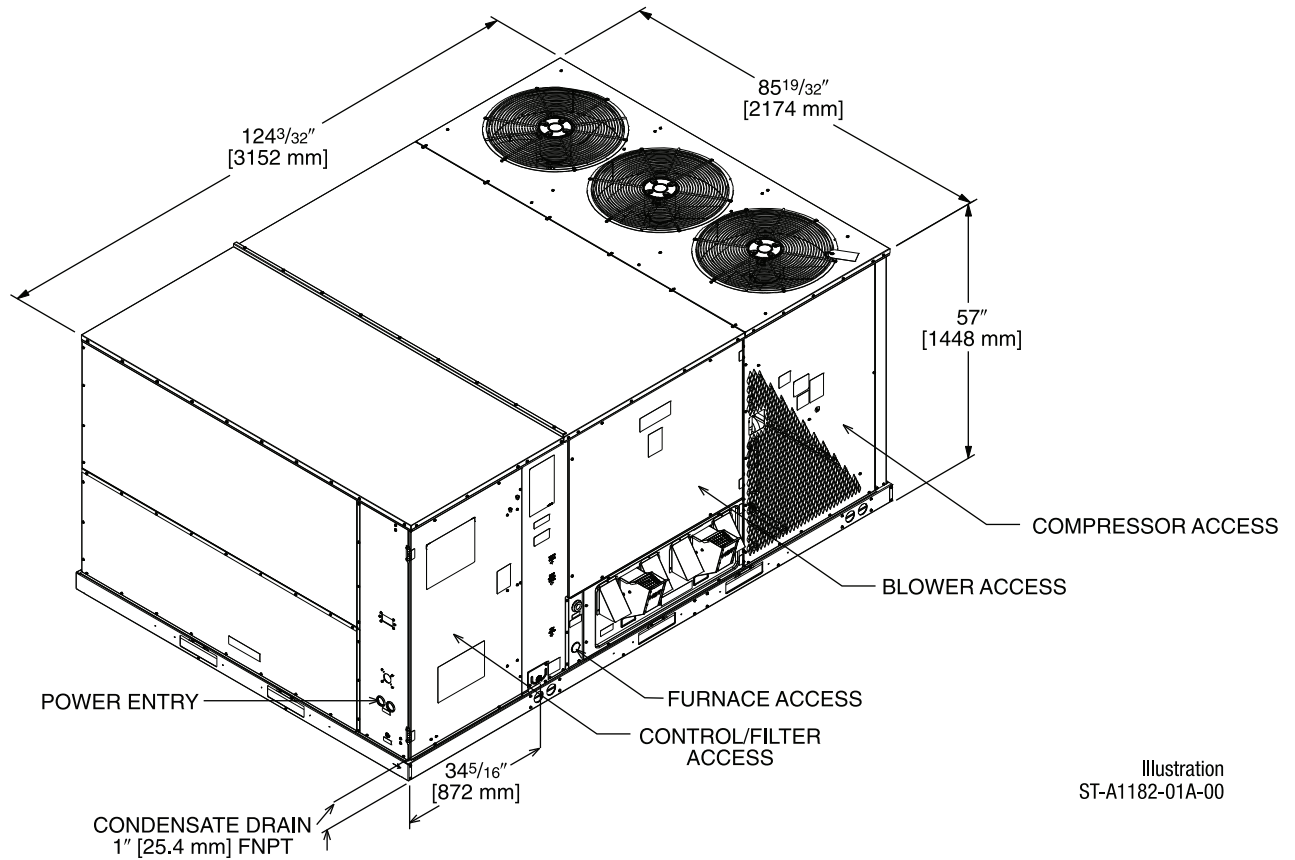 85 19/32″
[2174 mm]
124 3/32″
[3152 mm]
57″
[1448 mm]
COMPRESSOR ACCESS
BLOWER ACCESS
POWER ENTRY
FURNACE ACCESS
CONTROL/FILTER
ACCESS
34 5/16″
[872 mm]
CONDENSATE DRAIN
1″ [25.4 mm] FNPT
Illustration
ST-A1182-01A-00